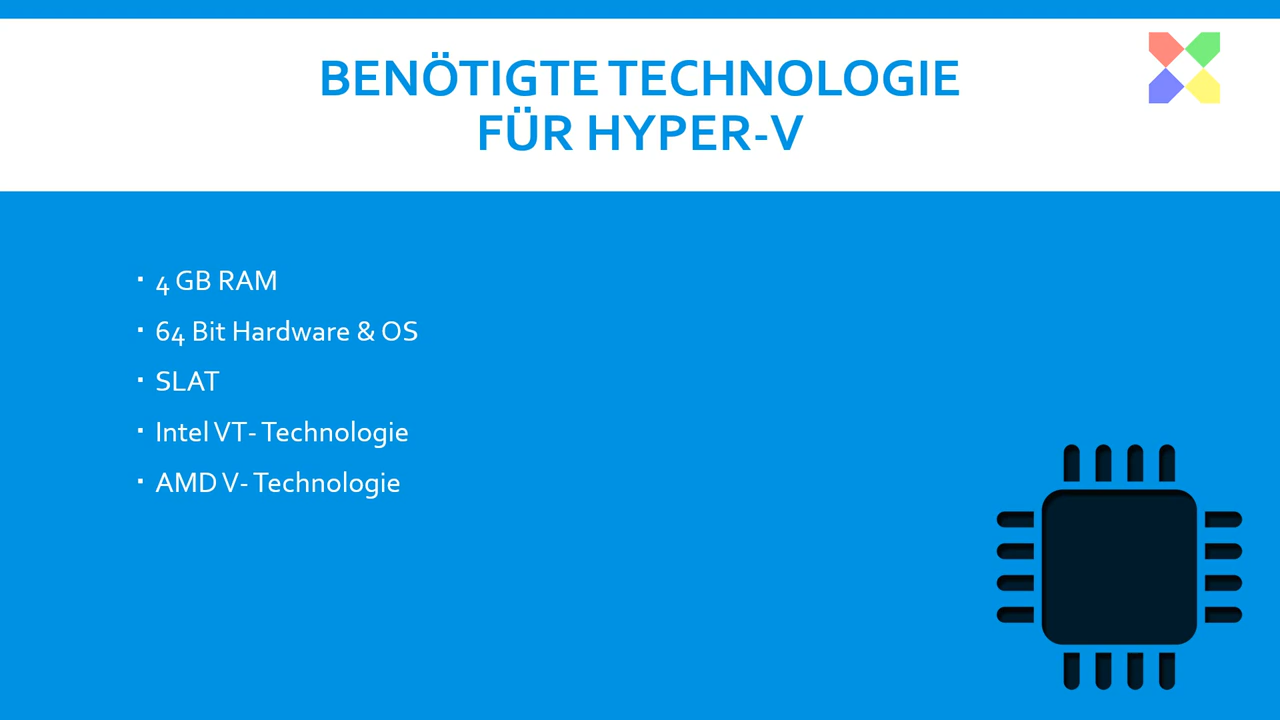 BENÖTIGTE TECHNOLOGIE
FÜR HYPER-V
▪ 4 GB RAM
▪ 64 Bit Hardware & OS
▪ SLAT
▪ Intel VT- Technologie
▪ AMD V- Technologie